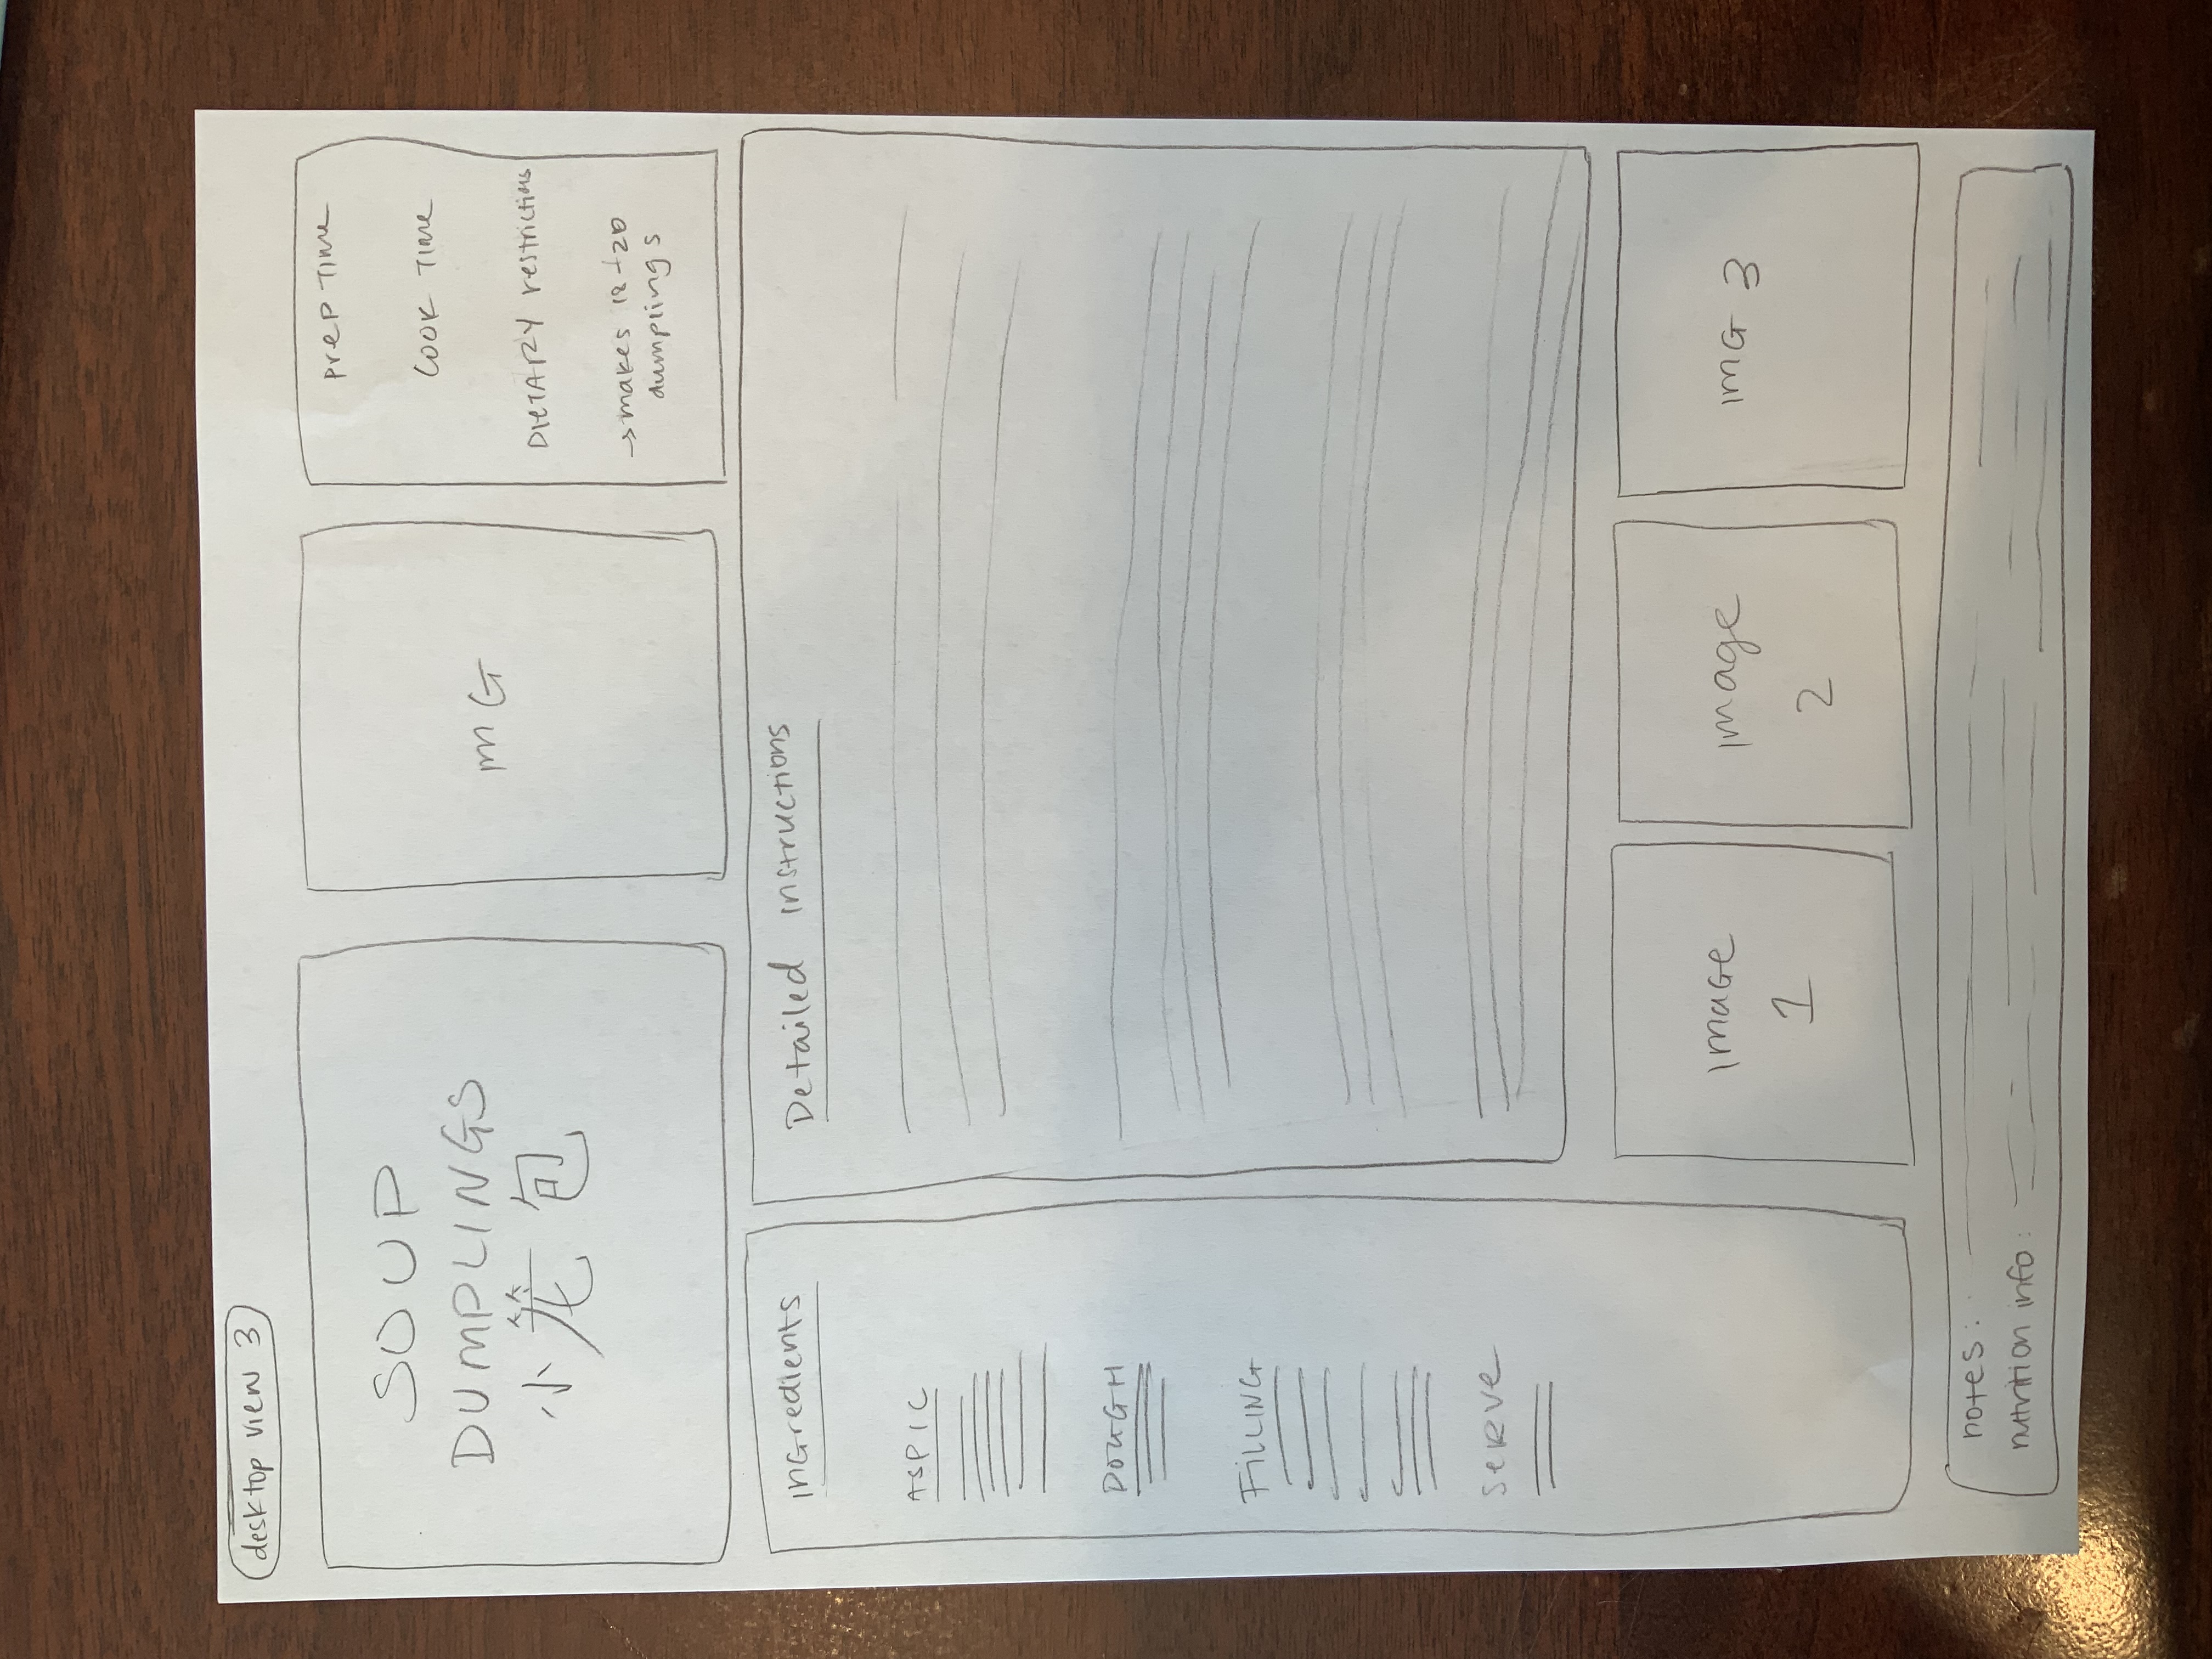 desktop view 3
SOUP
DUMPLINGS
小笼包
mG
Prep Time
Cook Time
DIETARY restrictions
→ makes 18-20
dumplings
Ingredients
ASPIC
DOUGH
FILLING
Serve
Detailed instructions
Image
1
Image
2
IMG 3
notes:
nutrition info: